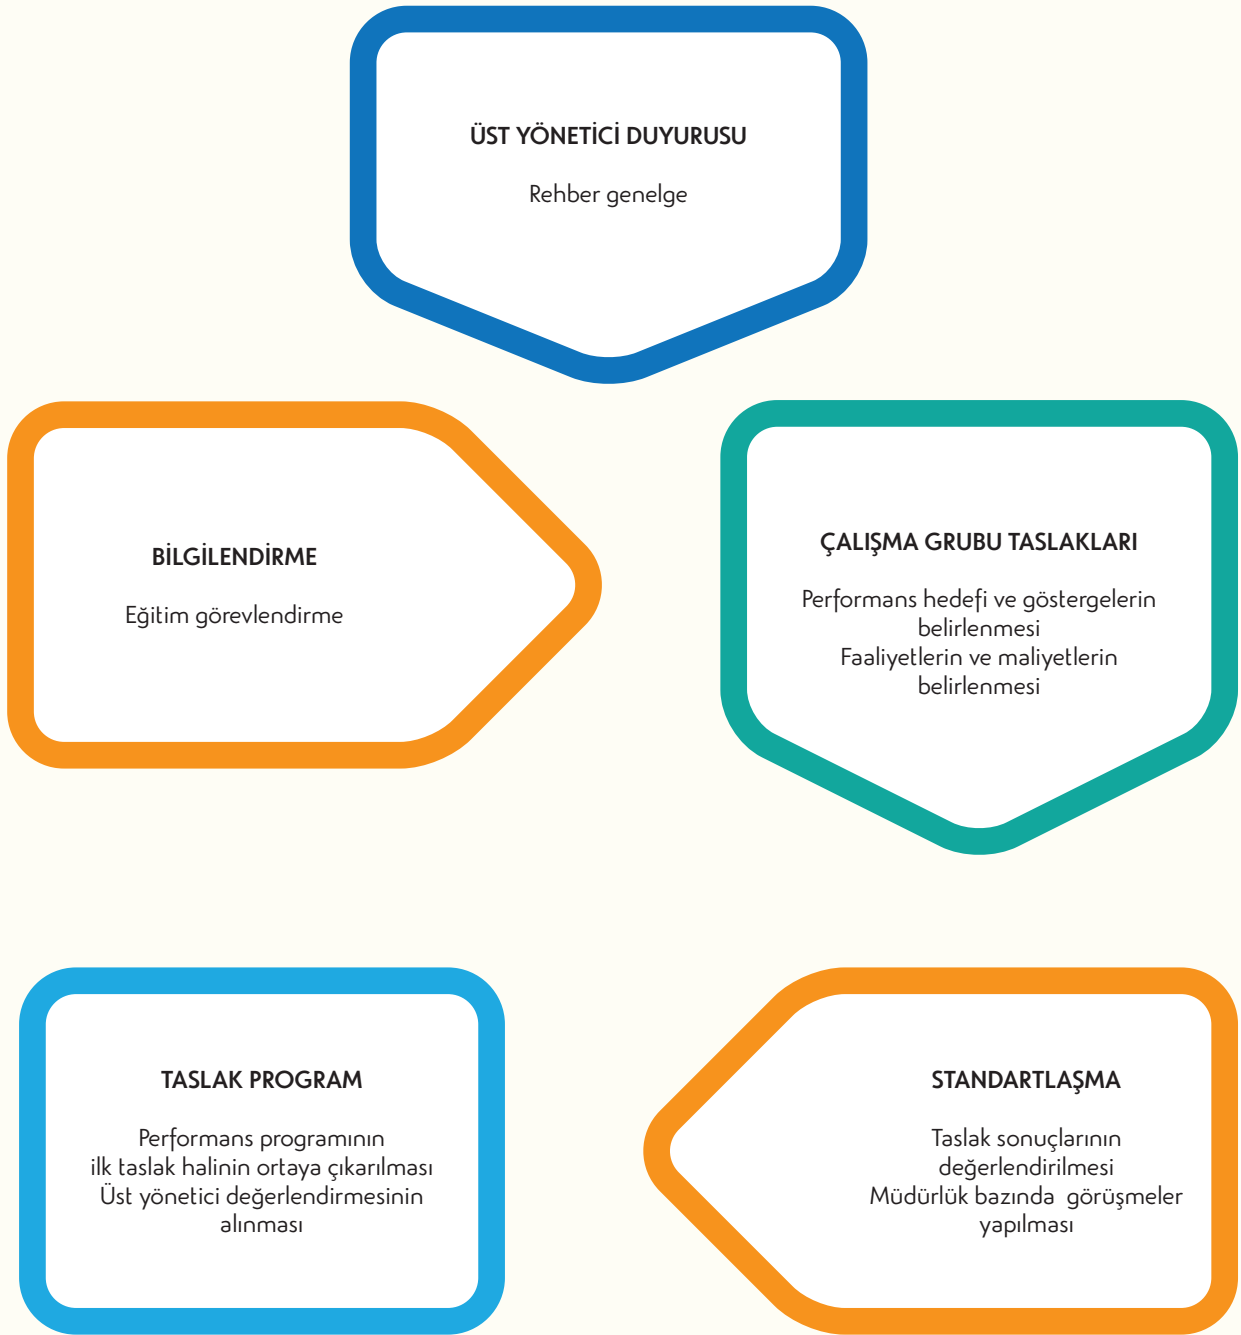 ÜST YÖNETİCİ DUYURUSU
Rehber genelge
BİLGİLENDİRME
Eğitim görevlendirme
ÇALIŞMA GRUBU TASLAKLARI
Performans hedefi ve göstergelerin
belirlenmesi
Faaliyetlerin ve maliyetlerin
belirlenmesi
TASLAK PROGRAM
Performans programının
ilk taslak halinin ortaya çıkarılması
Üst yönetici değerlendirmesinin
alınması
STANDARTLAŞMA
Taslak sonuçlarının
değerlendirilmesi
Müdürlük bazında  görüşmeler
yapılması